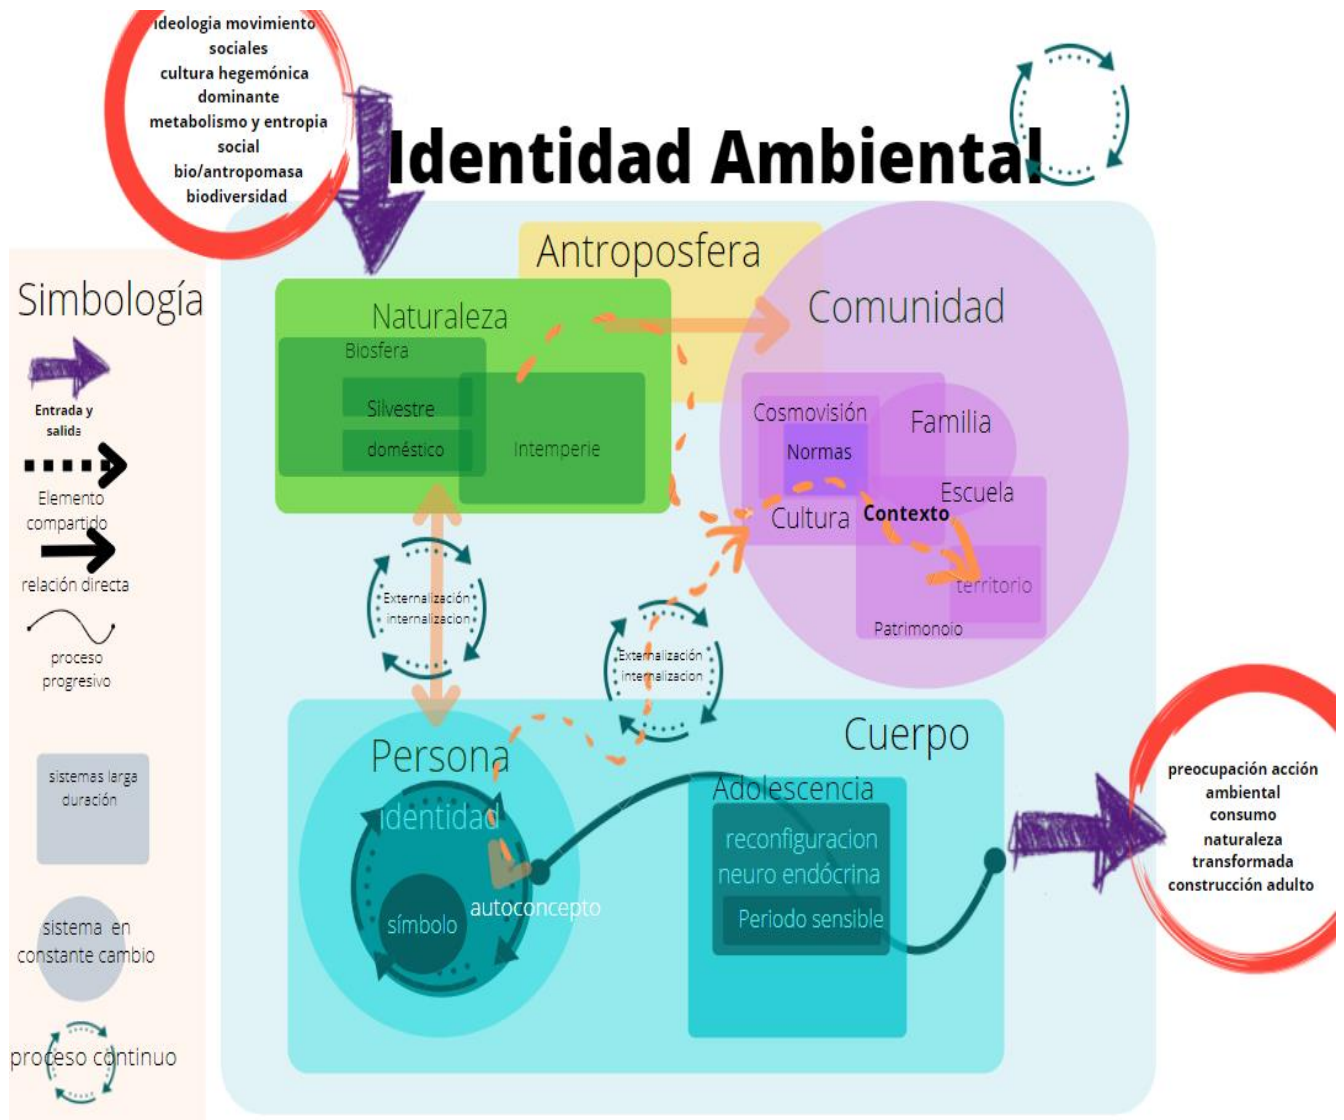 ideologia movimiento
sociales
cultura hegemónica
dominante
metabolismo y entropia
social
bio/antropomasa
biodiversidad
Identidad Ambiental
Simbología
Entrada y
salida
Elemento
compartido
relación directa
proceso
progresivo
sistemas larga
duración
sistema en
constante cambio
proceso continuo
Antroposfera
Naturaleza
Biosfera
Silvestre
doméstico
Intemperie
Comunidad
Cosmovisión
Normas
Familia
Cultura
Contexto
Escuela
territorio
Patrimonoio
Externalización
internalizacion
Externalización
internalizacion
Persona
identidad
símbolo
autoconcepto
Cuerpo
Adolescencia
reconfiguracion
neuro endócrina
Periodo sensible
preocupación acción
ambiental
consumo
naturaleza
transformada
construcción adulto